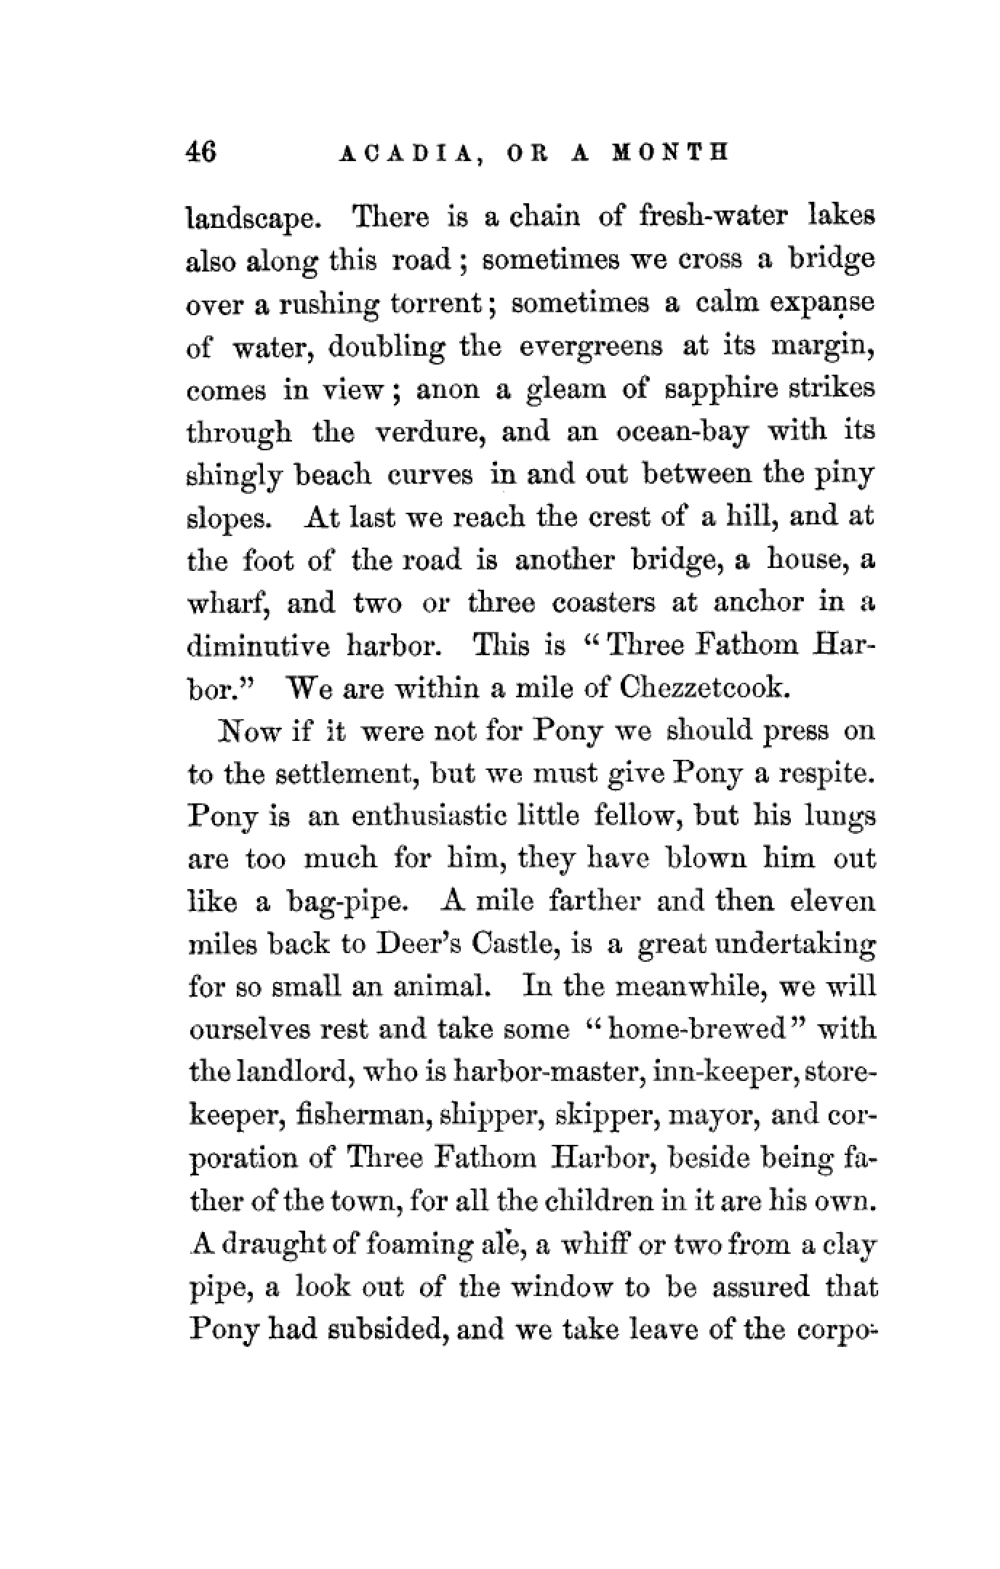 46 ACADIA, OR A MONTH
landscape. There is a chain of fresh-water lakes
also along this road; sometimes we cross a bridge
over a rushing torrent; sometimes a calm expanse
of water, doubling the evergreens at its margin,
comes in view; anon a gleam of sapphire strikes
through the verdure, and an ocean-bay with its
shingly beach curves in and out between the piny
slopes. At last we reach the crest of a hill, and at
the foot of the road is another bridge, a house, a
wharf, and two or three coasters at anchor in a
diminutive harbor. This is “Three Fathom Har-
bor.” We are within a mile of Chezzetcook.
Now if it were not for Pony we should press on
to the settlement, but we must give Pony a respite.
Pony is an enthusiastic little fellow, but his lungs
are too much for him, they have blown him out
like a bag-pipe. A mile farther and then eleven
miles back to Deer’s Castle, is a great undertaking
for so small an animal. In the meanwhile, we will
ourselves rest and take some “home-brewed” with
the landlord, who is harbor-master, inn-keeper, store-
keeper, fisherman, shipper, skipper, mayor, and cor-
poration of Three Fathom Harbor, beside being fa-
ther of the town, for all the children in it are his own.
A draught of foaming ale, a whiff or two from a clay
pipe, a look out of the window to be assured that
Pony had subsided, and we take leave of the corpo-